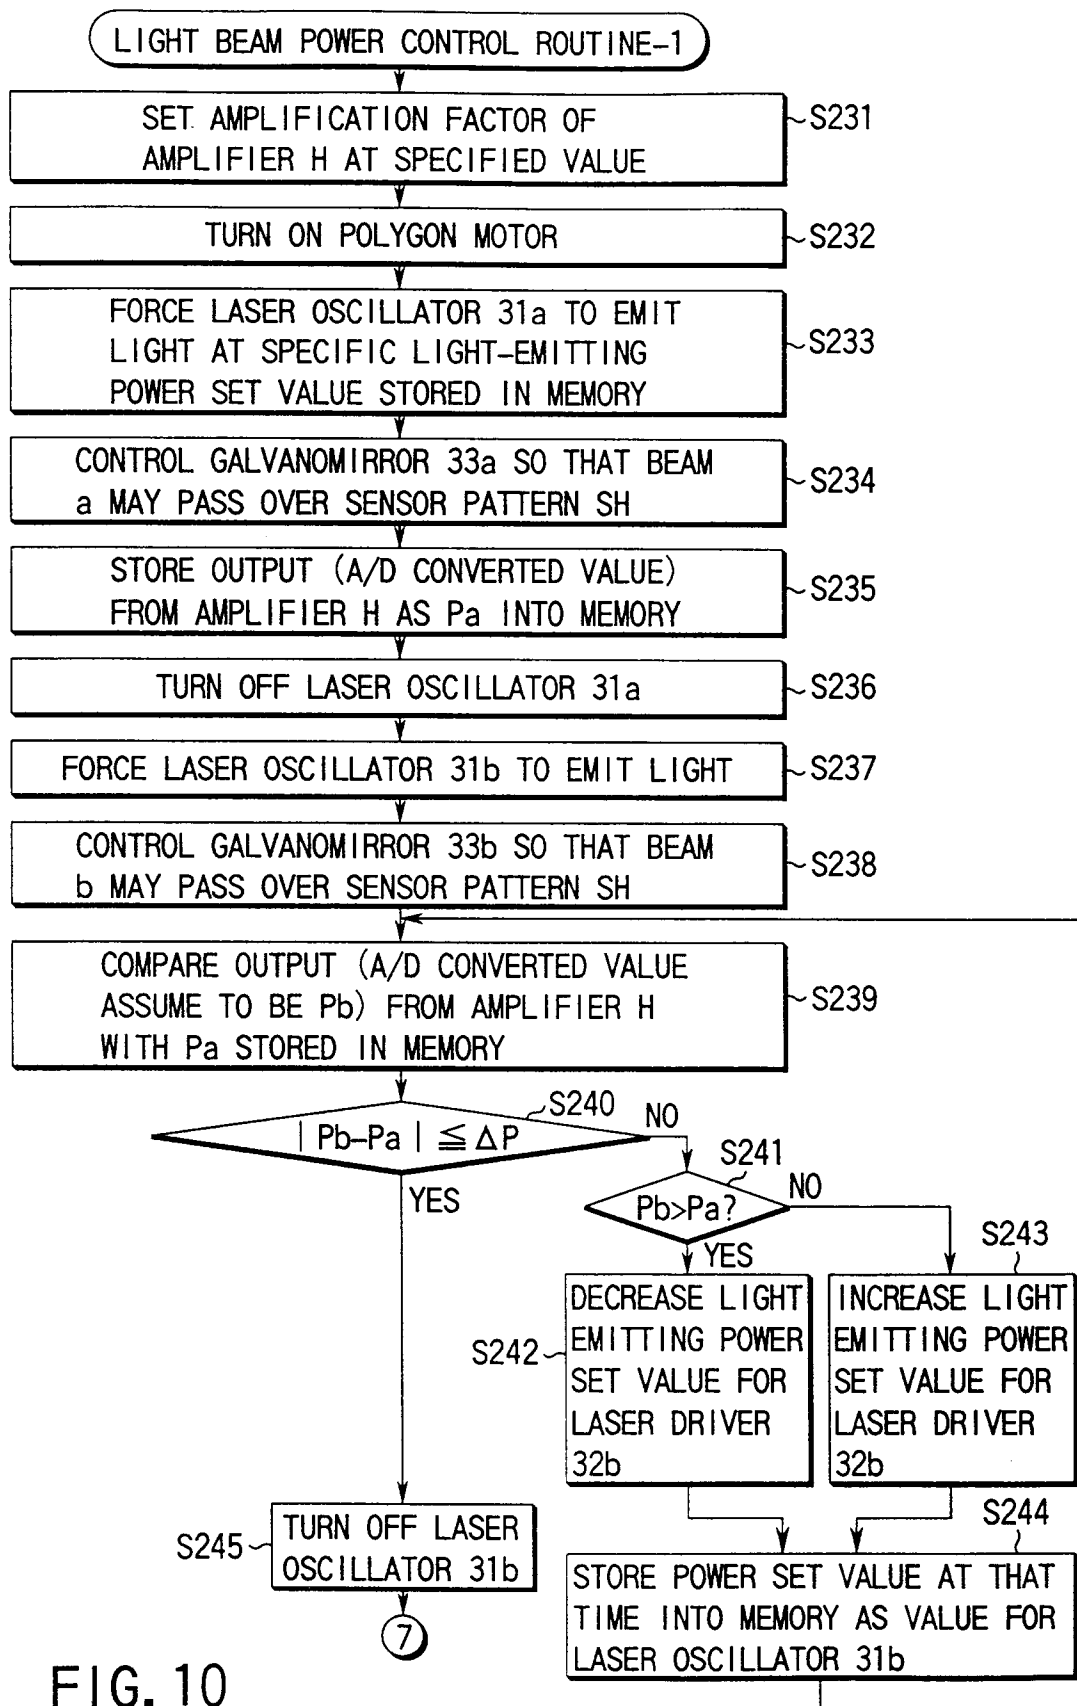 LIGHT BEAM POWER CONTROL ROUTINE-1
SET AMPLIFICATION FACTOR OF
AMPLIFIER H AT SPECIFIED VALUE
S231
TURN ON POLYGON MOTOR
S232
FORCE LASER OSCILLATOR 31a TO EMIT
LIGHT AT SPECIFIC LIGHT-EMITTING
POWER SET VALUE STORED IN MEMORY
S233
CONTROL GALVANOMIRROR 33a SO THAT BEAM
a MAY PASS OVER SENSOR PATTERN SH
S234
STORE OUTPUT (A/D CONVERTED VALUE)
FROM AMPLIFIER H AS Pa INTO MEMORY
S235
TURN OFF LASER OSCILLATOR 31a
S236
FORCE LASER OSCILLATOR 31b TO EMIT LIGHT
S237
CONTROL GALVANOMIRROR 33b SO THAT BEAM
b MAY PASS OVER SENSOR PATTERN SH
S238
COMPARE OUTPUT (A/D CONVERTED VALUE
ASSUME TO BE Pb) FROM AMPLIFIER H
WITH Pa STORED IN MEMORY
S239
S240
|Pb-Pa| ≦ ΔP
NO
YES
S241
Pb>Pa?
NO
YES
S243
DECREASE LIGHT
EMITTING POWER
SET VALUE FOR
LASER DRIVER
32b
S242
INCREASE LIGHT
EMITTING POWER
SET VALUE FOR
LASER DRIVER
32b
S244
S245
TURN OFF LASER
OSCILLATOR 31b
STORE POWER SET VALUE AT THAT
TIME INTO MEMORY AS VALUE FOR
LASER OSCILLATOR 31b
7
FIG. 10